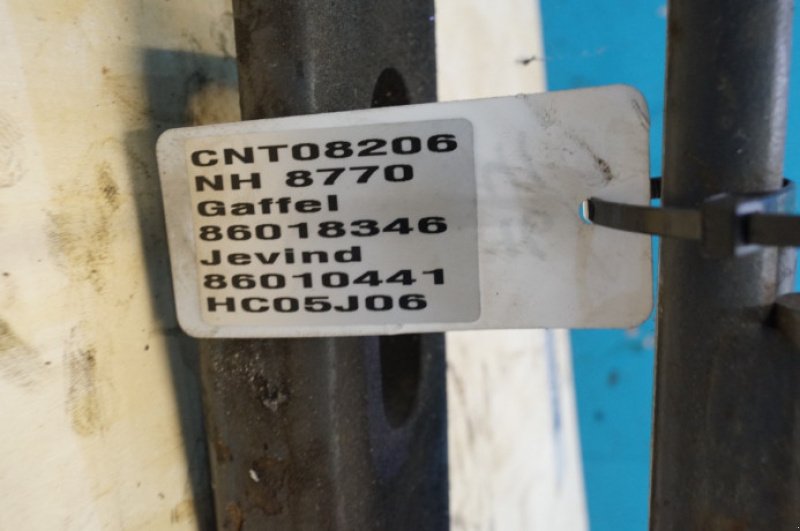 CNT08206
NH 8770
Gaffel
86018346
Jevind
86010441
HC05J06